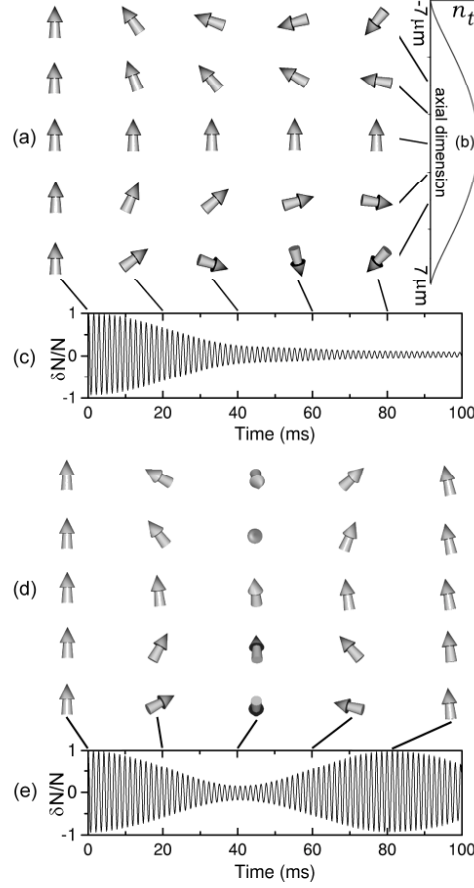 -7 μm
n_t
(a)
axial dimension
(b)
7 μm
(c)
δN/N
1
0
-1
0 20 40 60 80 100
Time (ms)
(d)
(e)
δN/N
1
0
-1
0 20 40 60 80 100
Time (ms)